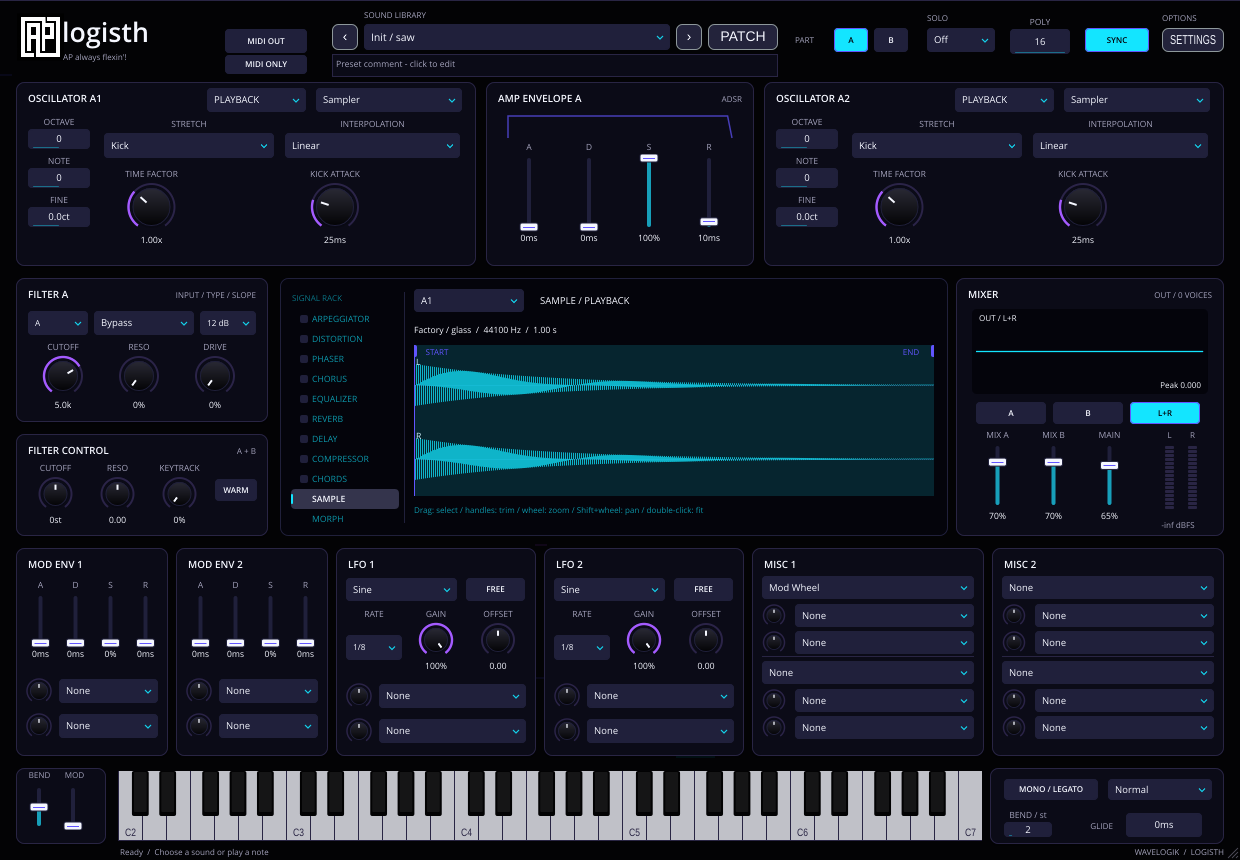 AP logisth
AP always flexin'!
MIDI OUT
MIDI ONLY
SOUND LIBRARY
‹ Init / saw › PATCH
Preset comment - click to edit
PART A B
SOLO
Off
POLY
16
SYNC
OPTIONS
SETTINGS
OSCILLATOR A1 PLAYBACK Sampler
OCTAVE STRETCH INTERPOLATION
0 Kick Linear
NOTE
0
TIME FACTOR KICK ATTACK
FINE
0.0ct
1.00x 25ms
AMP ENVELOPE A ADSR
A D S R
0ms 0ms 100% 10ms
OSCILLATOR A2 PLAYBACK Sampler
OCTAVE STRETCH INTERPOLATION
0 Kick Linear
NOTE
0
TIME FACTOR KICK ATTACK
FINE
0.0ct
1.00x 25ms
FILTER A INPUT / TYPE / SLOPE
A Bypass 12 dB
CUTOFF RESO DRIVE
5.0k 0% 0%
FILTER CONTROL A + B
CUTOFF RESO KEYTRACK
WARM
0st 0.00 0%
SIGNAL RACK
ARPEGGIATOR
DISTORTION
PHASER
CHORUS
EQUALIZER
REVERB
DELAY
COMPRESSOR
CHORDS
SAMPLE
MORPH
A1 SAMPLE / PLAYBACK
Factory / glass / 44100 Hz / 1.00 s
START END
L
R
Drag: select / handles: trim / wheel: zoom / Shift+wheel: pan / double-click: fit
MIXER OUT / 0 VOICES
OUT / L+R
Peak 0.000
A B L+R
MIX A MIX B MAIN L R
70% 70% 65%
-inf dBFS
MOD ENV 1
A D S R
0ms 0ms 0% 0ms
None
None
MOD ENV 2
A D S R
0ms 0ms 0% 0ms
None
None
LFO 1
Sine FREE
RATE GAIN OFFSET
1/8
100% 0.00
None
None
LFO 2
Sine FREE
RATE GAIN OFFSET
1/8
100% 0.00
None
None
MISC 1
Mod Wheel
None
None
None
None
None
MISC 2
None
None
None
None
None
None
BEND MOD
C2 C3 C4 C5 C6 C7
Ready / Choose a sound or play a note
MONO / LEGATO Normal
BEND / st
2
GLIDE 0ms
WAVELOGIK / LOGISTH